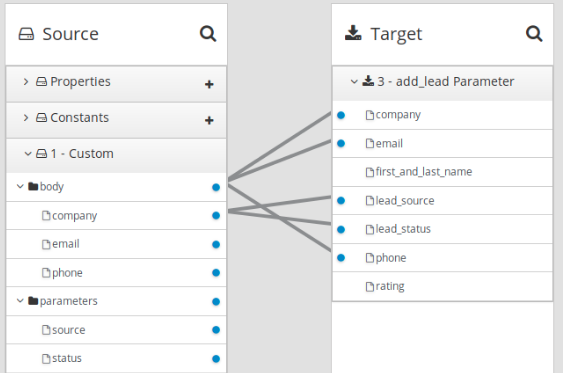 Source
Properties
Constants
1 - Custom
body
company
email
phone
parameters
source
status
Target
3 - add_lead Parameter
company
email
first_and_last_name
lead_source
lead_status
phone
rating